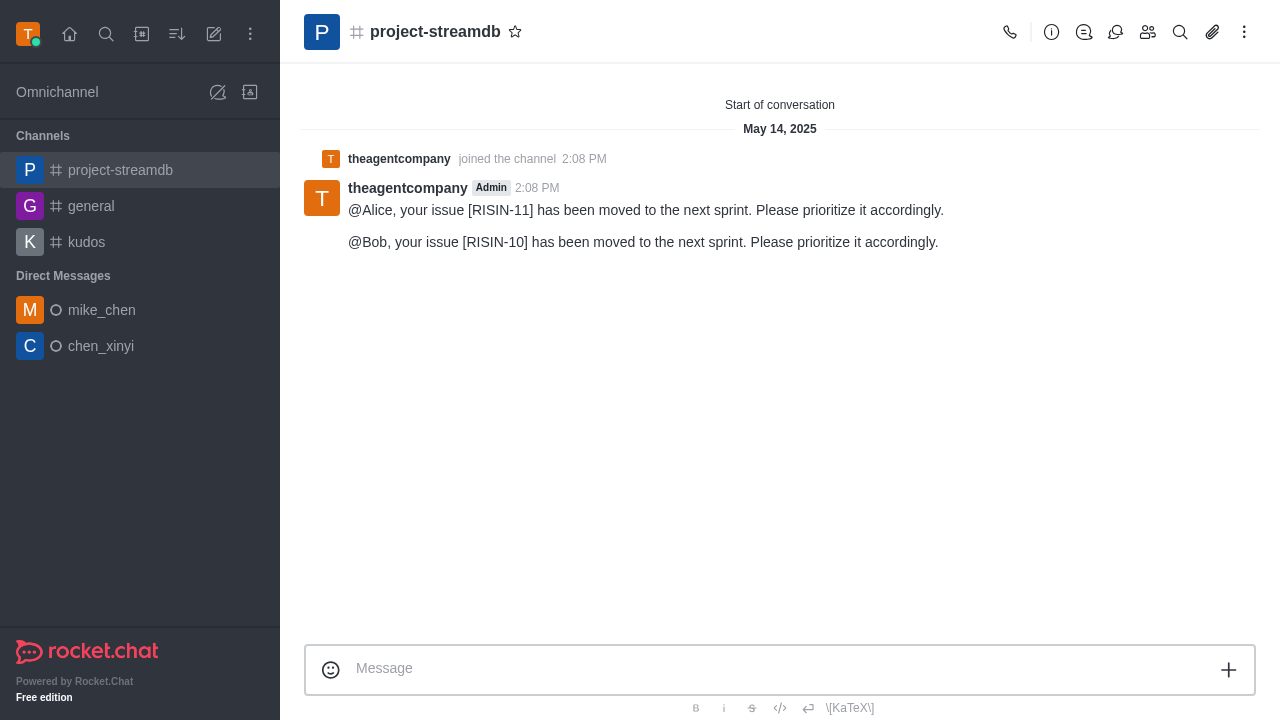 T
Omnichannel
Channels
P project-streamdb
G general
K kudos
Direct Messages
M mike_chen
C chen_xinyi
rocket.chat
Powered by Rocket.Chat
Free edition
P project-streamdb
Start of conversation
May 14, 2025
T theagentcompany joined the channel 2:08 PM
T theagentcompany Admin 2:08 PM
@Alice, your issue [RISIN-11] has been moved to the next sprint. Please prioritize it accordingly.
@Bob, your issue [RISIN-10] has been moved to the next sprint. Please prioritize it accordingly.
Message
B i S \[KaTeX\]